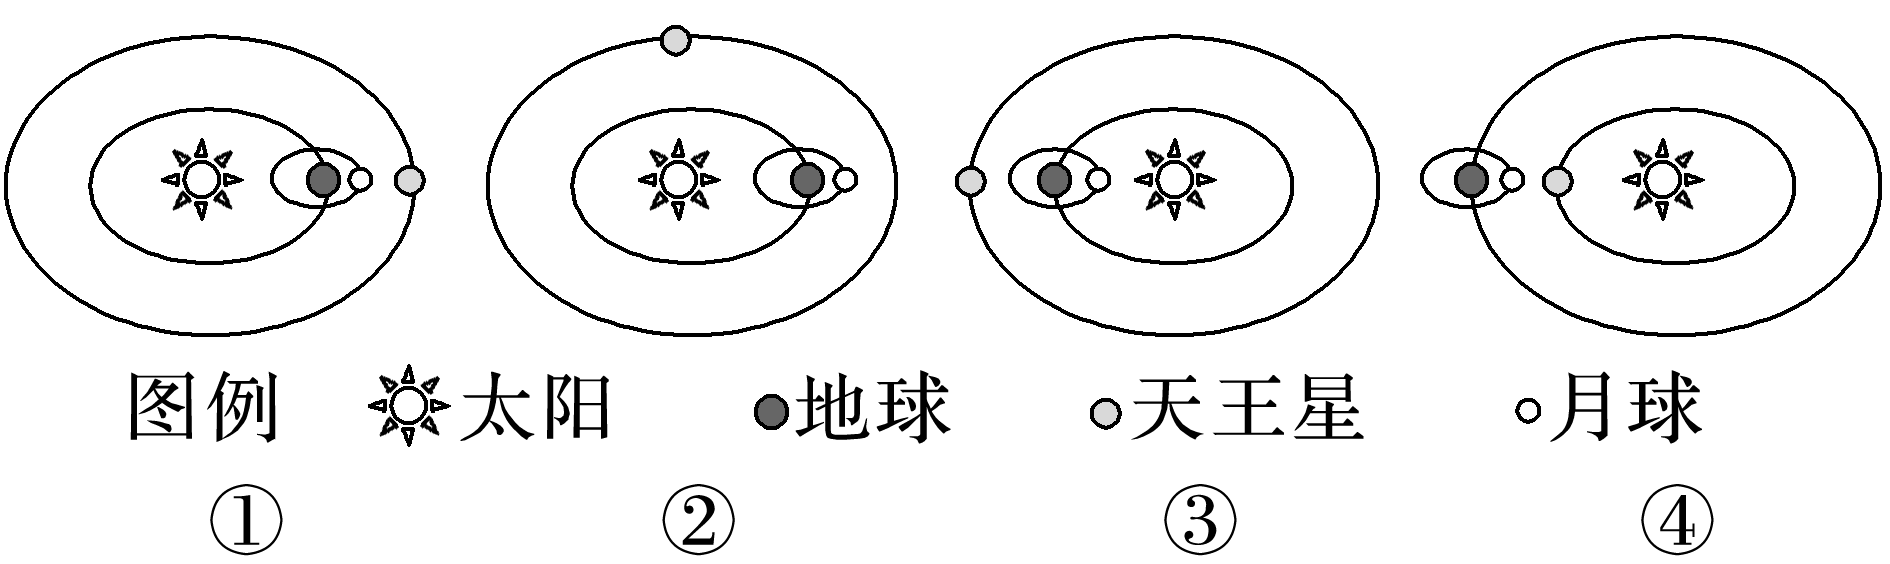 图例 太阳 地球 天王星 月球
① ② ③ ④